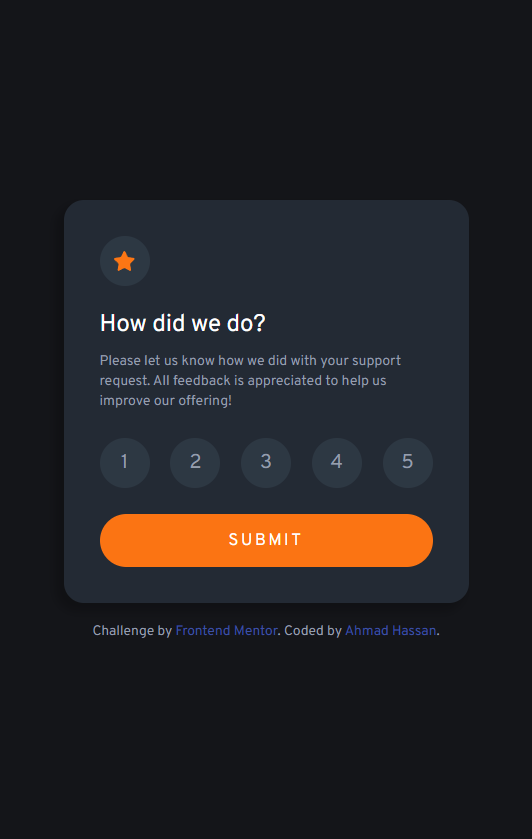 How did we do?
Please let us know how we did with your support
request. All feedback is appreciated to help us
improve our offering!
1 2 3 4 5
SUBMIT
Challenge by Frontend Mentor. Coded by Ahmad Hassan.